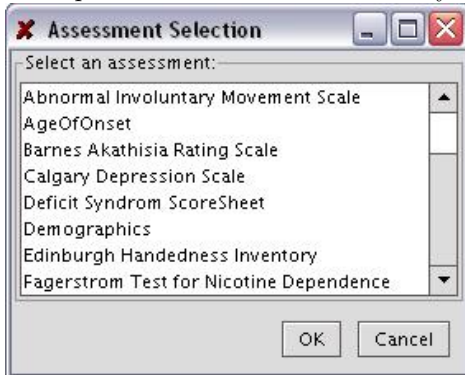 Assessment Selection
Select an assessment:
Abnormal Involuntary Movement Scale
AgeOfOnset
Barnes Akathisia Rating Scale
Calgary Depression Scale
Deficit Syndrom ScoreSheet
Demographics
Edinburgh Handedness Inventory
Fagerstrom Test for Nicotine Dependence
OK Cancel